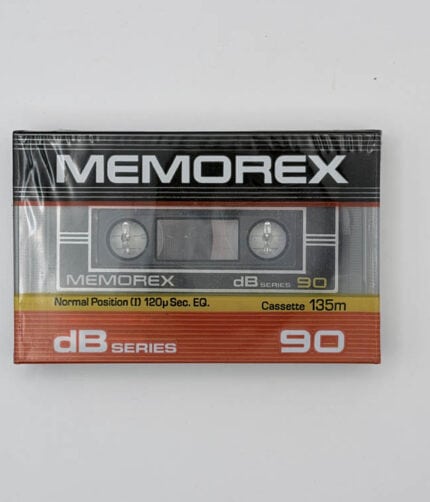 MEMOREX
MEMOREX dB SERIES 90
Normal Position (I) 120µ Sec. EQ. Cassette 135m
dB SERIES 90